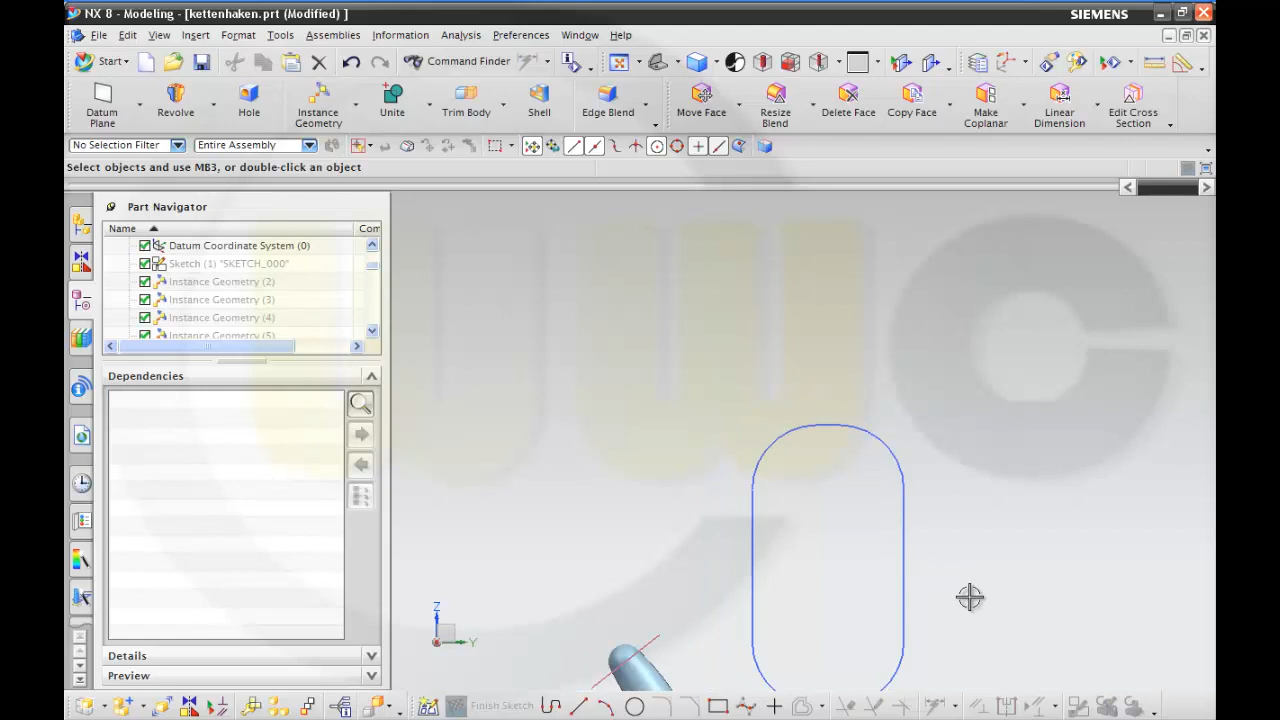 NX 8 - Modeling - [kettenhaken.prt (Modified) ]
SIEMENS
File Edit View Insert Format Tools Assemblies Information Analysis Preferences Window Help
Start Command Finder
Datum Plane Revolve Hole Instance Geometry Unite Trim Body Shell Edge Blend Move Face Resize Blend Delete Face Copy Face Make Coplanar Linear Dimension Edit Cross Section
No Selection Filter Entire Assembly
Select objects and use MB3, or double-click an object
Part Navigator
Name Com
Datum Coordinate System (0)
Sketch (1) "SKETCH_000"
Instance Geometry (2)
Instance Geometry (3)
Instance Geometry (4)
Instance Geometry (5)
Dependencies
Z
Y
Details
Preview
Finish Sketch